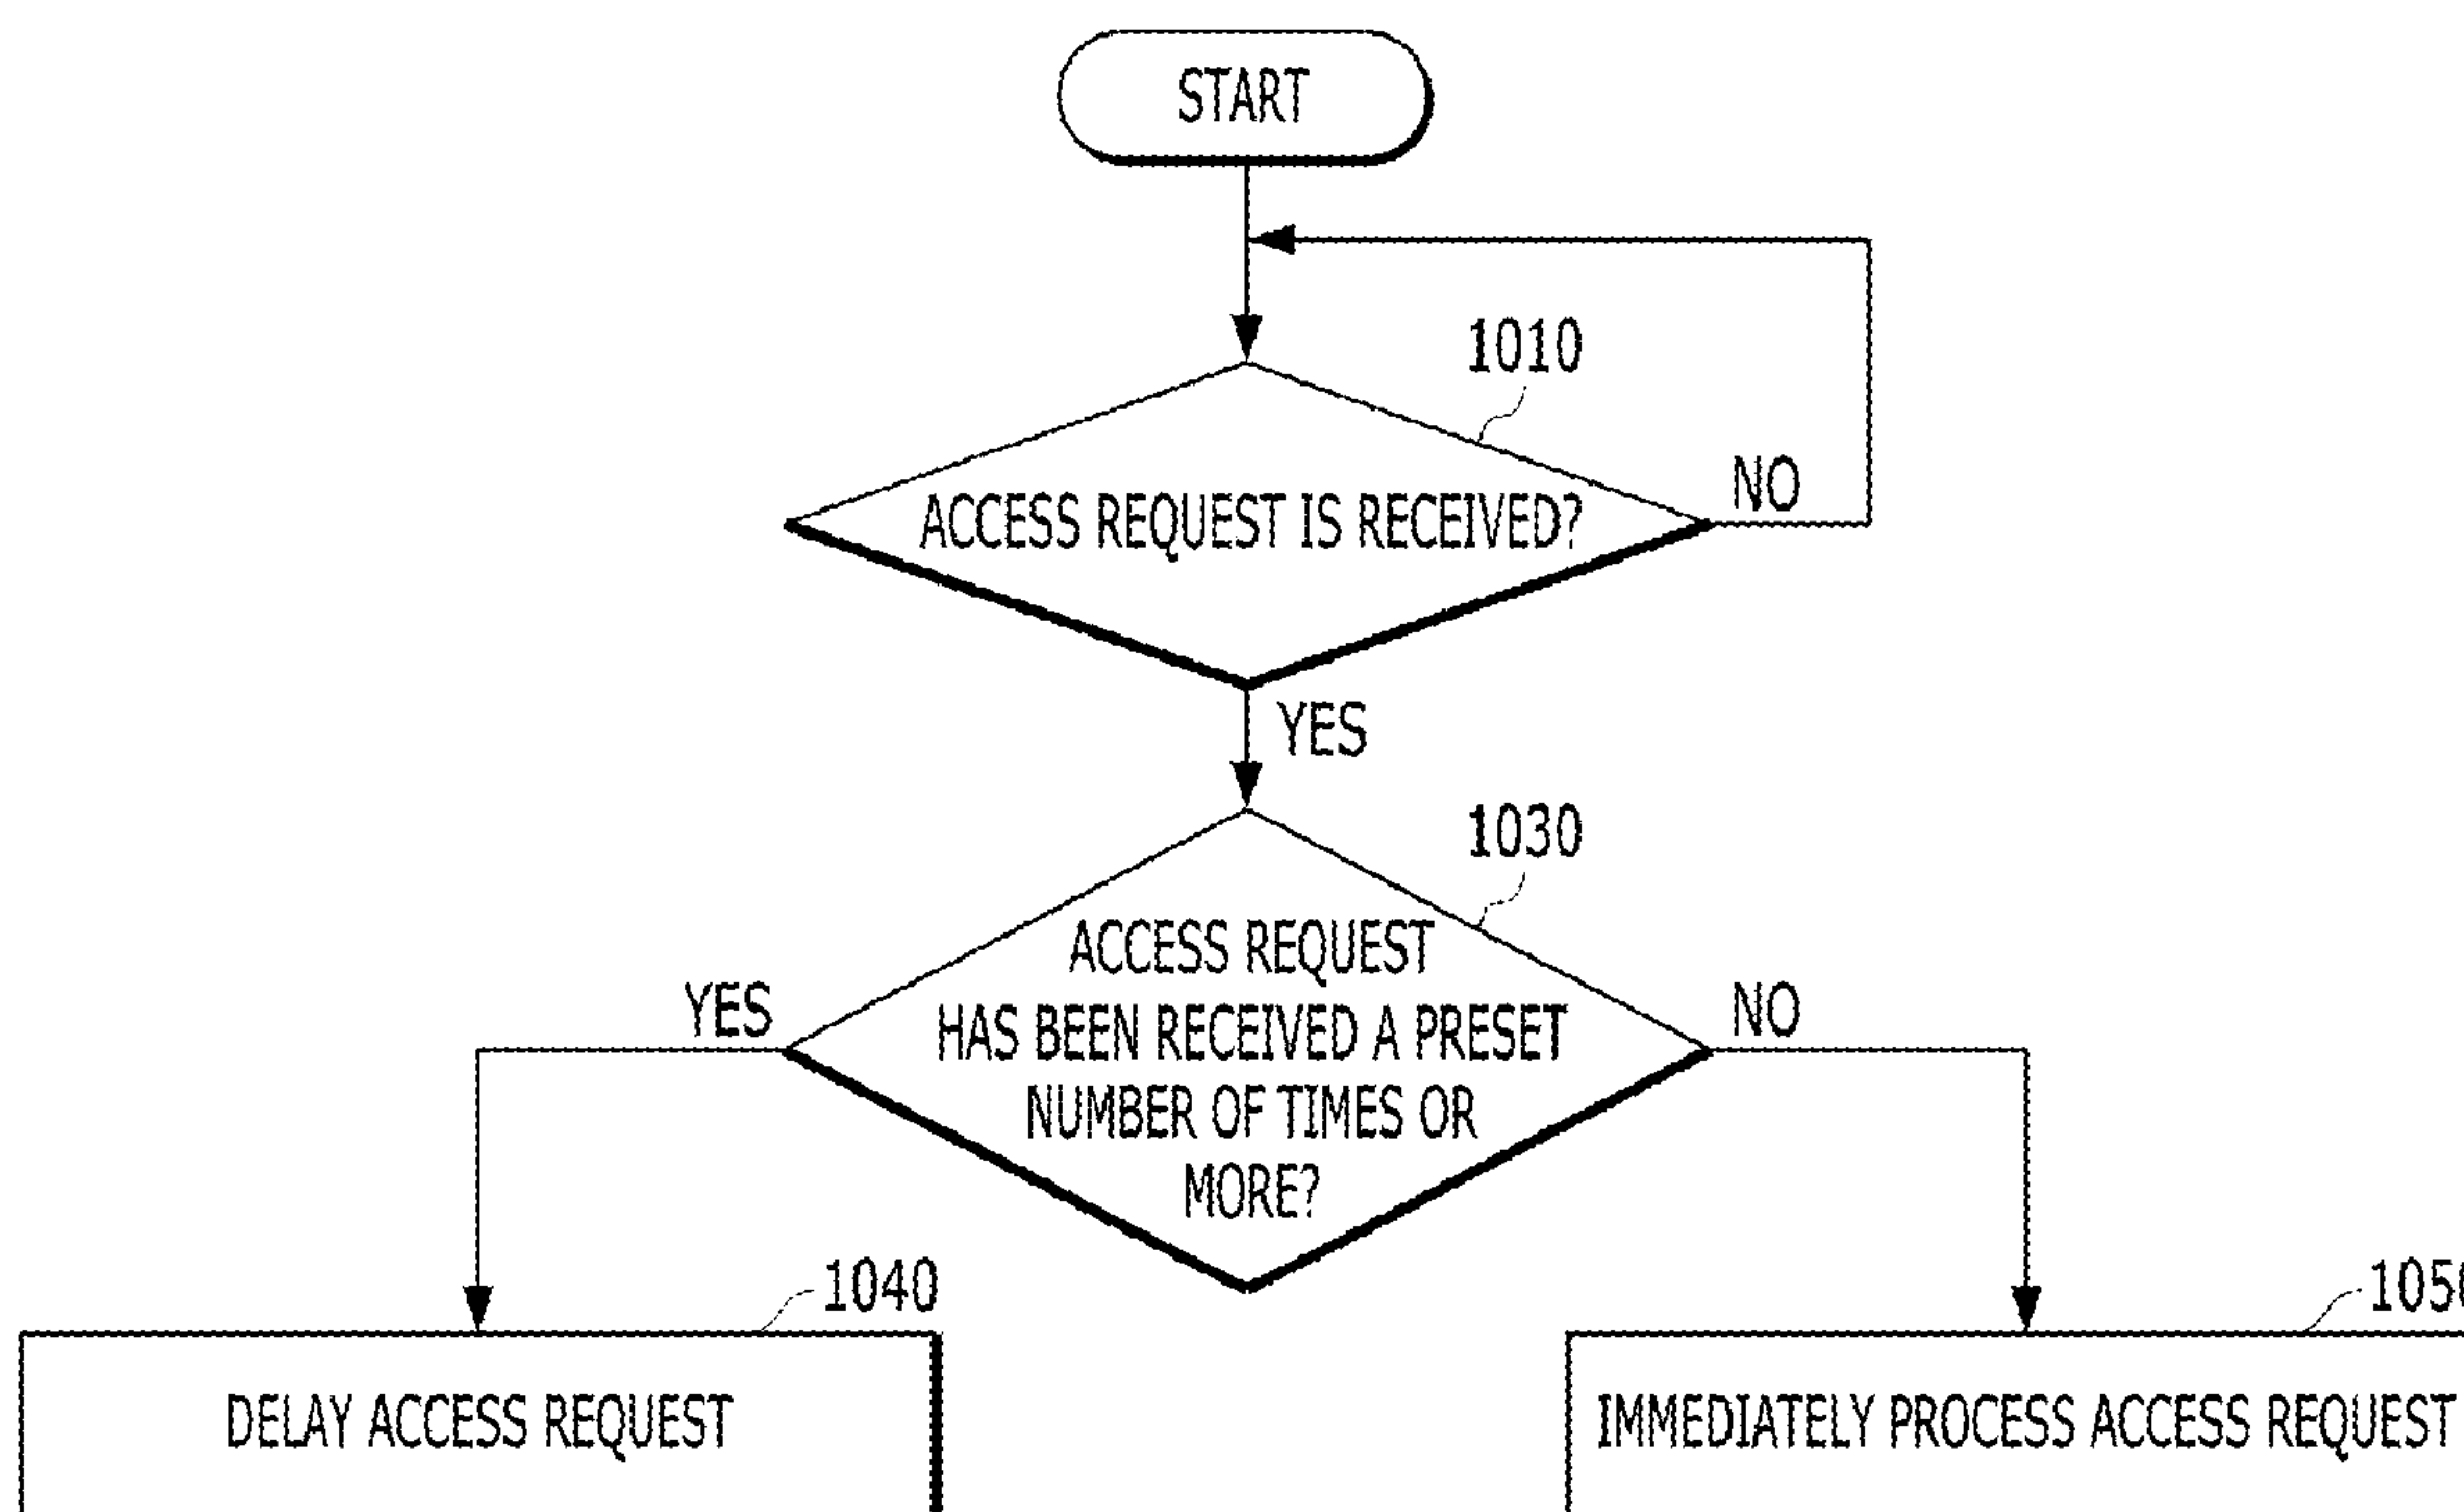 START
1010
ACCESS REQUEST IS RECEIVED?
NO
YES
1030
ACCESS REQUEST
HAS BEEN RECEIVED A PRESET
NUMBER OF TIMES OR
MORE?
YES
NO
1040
DELAY ACCESS REQUEST
1050
IMMEDIATELY PROCESS ACCESS REQUEST